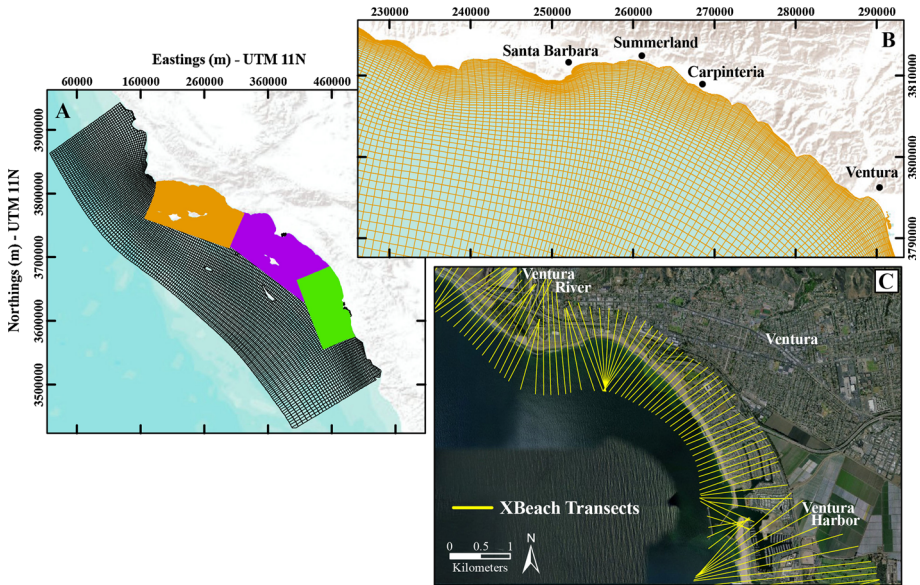 Eastings (m) - UTM 11N
60000 160000 260000 360000 460000
A
Northings (m) - UTM 11N
3900000
3800000
3700000
3600000
3500000
230000 240000 250000 260000 270000 280000 290000
B
Santa Barbara
Summerland
Carpinteria
Ventura
3810000
3800000
3790000
C
Ventura
River
Ventura
Ventura
Harbor
XBeach Transects
0 0.5 1
Kilometers
N